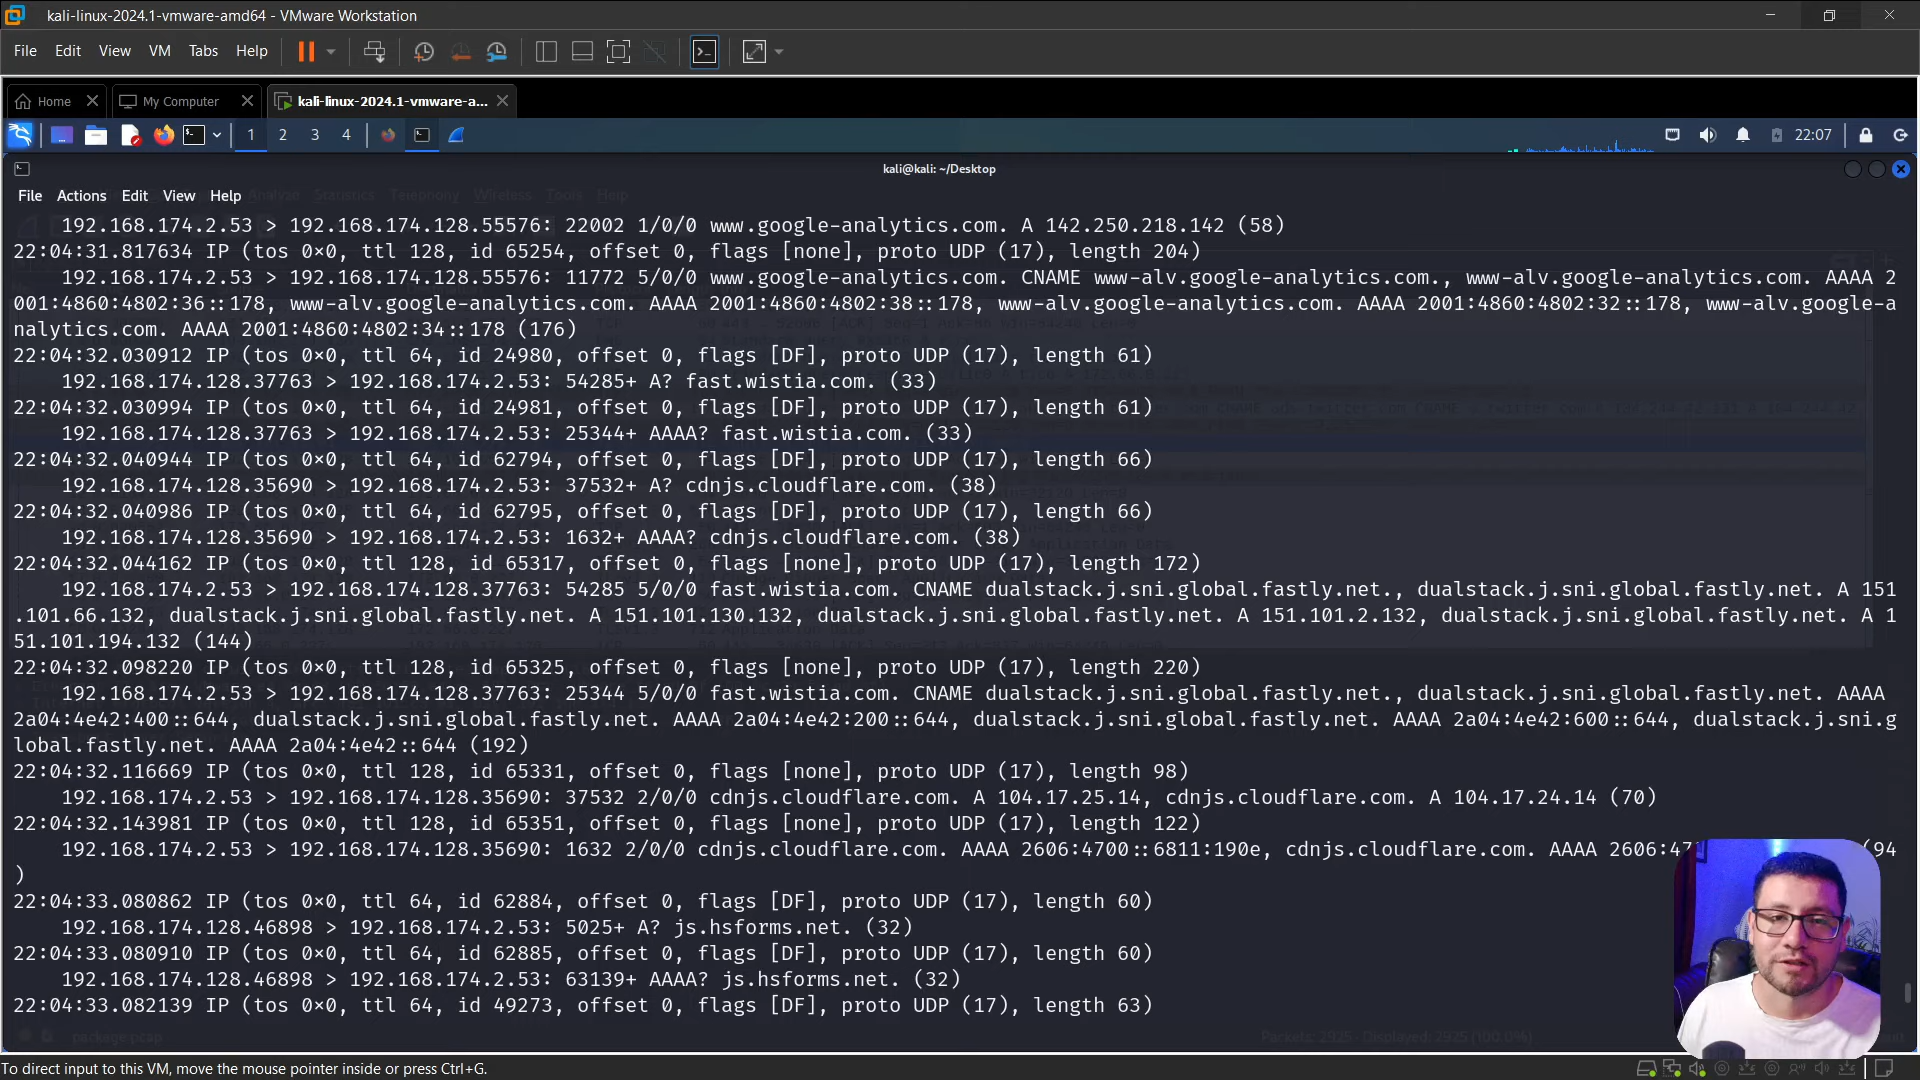 kali-linux-2024.1-vmware-amd64 - VMware Workstation
File Edit View VM Tabs Help
Home My Computer kali-linux-2024.1-vmware-a...
1 2 3 4 22:07
kali@kali: ~/Desktop
File Actions Edit View Help
192.168.174.2.53 > 192.168.174.128.55576: 22002 1/0/0 www.google-analytics.com. A 142.250.218.142 (58)
22:04:31.817634 IP (tos 0×0, ttl 128, id 65254, offset 0, flags [none], proto UDP (17), length 204)
192.168.174.2.53 > 192.168.174.128.55576: 11772 5/0/0 www.google-analytics.com. CNAME www-alv.google-analytics.com., www-alv.google-analytics.com. AAAA 2
001:4860:4802:36::178, www-alv.google-analytics.com. AAAA 2001:4860:4802:38::178, www-alv.google-analytics.com. AAAA 2001:4860:4802:32::178, www-alv.google-a
nalytics.com. AAAA 2001:4860:4802:34::178 (176)
22:04:32.030912 IP (tos 0×0, ttl 64, id 24980, offset 0, flags [DF], proto UDP (17), length 61)
192.168.174.128.37763 > 192.168.174.2.53: 54285+ A? fast.wistia.com. (33)
22:04:32.030994 IP (tos 0×0, ttl 64, id 24981, offset 0, flags [DF], proto UDP (17), length 61)
192.168.174.128.37763 > 192.168.174.2.53: 25344+ AAAA? fast.wistia.com. (33)
22:04:32.040944 IP (tos 0×0, ttl 64, id 62794, offset 0, flags [DF], proto UDP (17), length 66)
192.168.174.128.35690 > 192.168.174.2.53: 37532+ A? cdnjs.cloudflare.com. (38)
22:04:32.040986 IP (tos 0×0, ttl 64, id 62795, offset 0, flags [DF], proto UDP (17), length 66)
192.168.174.128.35690 > 192.168.174.2.53: 1632+ AAAA? cdnjs.cloudflare.com. (38)
22:04:32.044162 IP (tos 0×0, ttl 128, id 65317, offset 0, flags [none], proto UDP (17), length 172)
192.168.174.2.53 > 192.168.174.128.37763: 54285 5/0/0 fast.wistia.com. CNAME dualstack.j.sni.global.fastly.net., dualstack.j.sni.global.fastly.net. A 151
.101.66.132, dualstack.j.sni.global.fastly.net. A 151.101.130.132, dualstack.j.sni.global.fastly.net. A 151.101.2.132, dualstack.j.sni.global.fastly.net. A 1
51.101.194.132 (144)
22:04:32.098220 IP (tos 0×0, ttl 128, id 65325, offset 0, flags [none], proto UDP (17), length 220)
192.168.174.2.53 > 192.168.174.128.37763: 25344 5/0/0 fast.wistia.com. CNAME dualstack.j.sni.global.fastly.net., dualstack.j.sni.global.fastly.net. AAAA
2a04:4e42:400::644, dualstack.j.sni.global.fastly.net. AAAA 2a04:4e42:200::644, dualstack.j.sni.global.fastly.net. AAAA 2a04:4e42:600::644, dualstack.j.sni.g
lobal.fastly.net. AAAA 2a04:4e42::644 (192)
22:04:32.116669 IP (tos 0×0, ttl 128, id 65331, offset 0, flags [none], proto UDP (17), length 98)
192.168.174.2.53 > 192.168.174.128.35690: 37532 2/0/0 cdnjs.cloudflare.com. A 104.17.25.14, cdnjs.cloudflare.com. A 104.17.24.14 (70)
22:04:32.143981 IP (tos 0×0, ttl 128, id 65351, offset 0, flags [none], proto UDP (17), length 122)
192.168.174.2.53 > 192.168.174.128.35690: 1632 2/0/0 cdnjs.cloudflare.com. AAAA 2606:4700::6811:190e, cdnjs.cloudflare.com. AAAA (94
)
22:04:33.080862 IP (tos 0×0, ttl 64, id 62884, offset 0, flags [DF], proto UDP (17), length 60)
192.168.174.128.46898 > 192.168.174.2.53: 5025+ A? js.hsforms.net. (32)
22:04:33.080910 IP (tos 0×0, ttl 64, id 62885, offset 0, flags [DF], proto UDP (17), length 60)
192.168.174.128.46898 > 192.168.174.2.53: 63139+ AAAA? js.hsforms.net. (32)
22:04:33.082139 IP (tos 0×0, ttl 64, id 49273, offset 0, flags [DF], proto UDP (17), length 63)
package.pcap Packets: 2925 · Displayed: 2925 (100.0%)
To direct input to this VM, move the mouse pointer inside or press Ctrl+G.